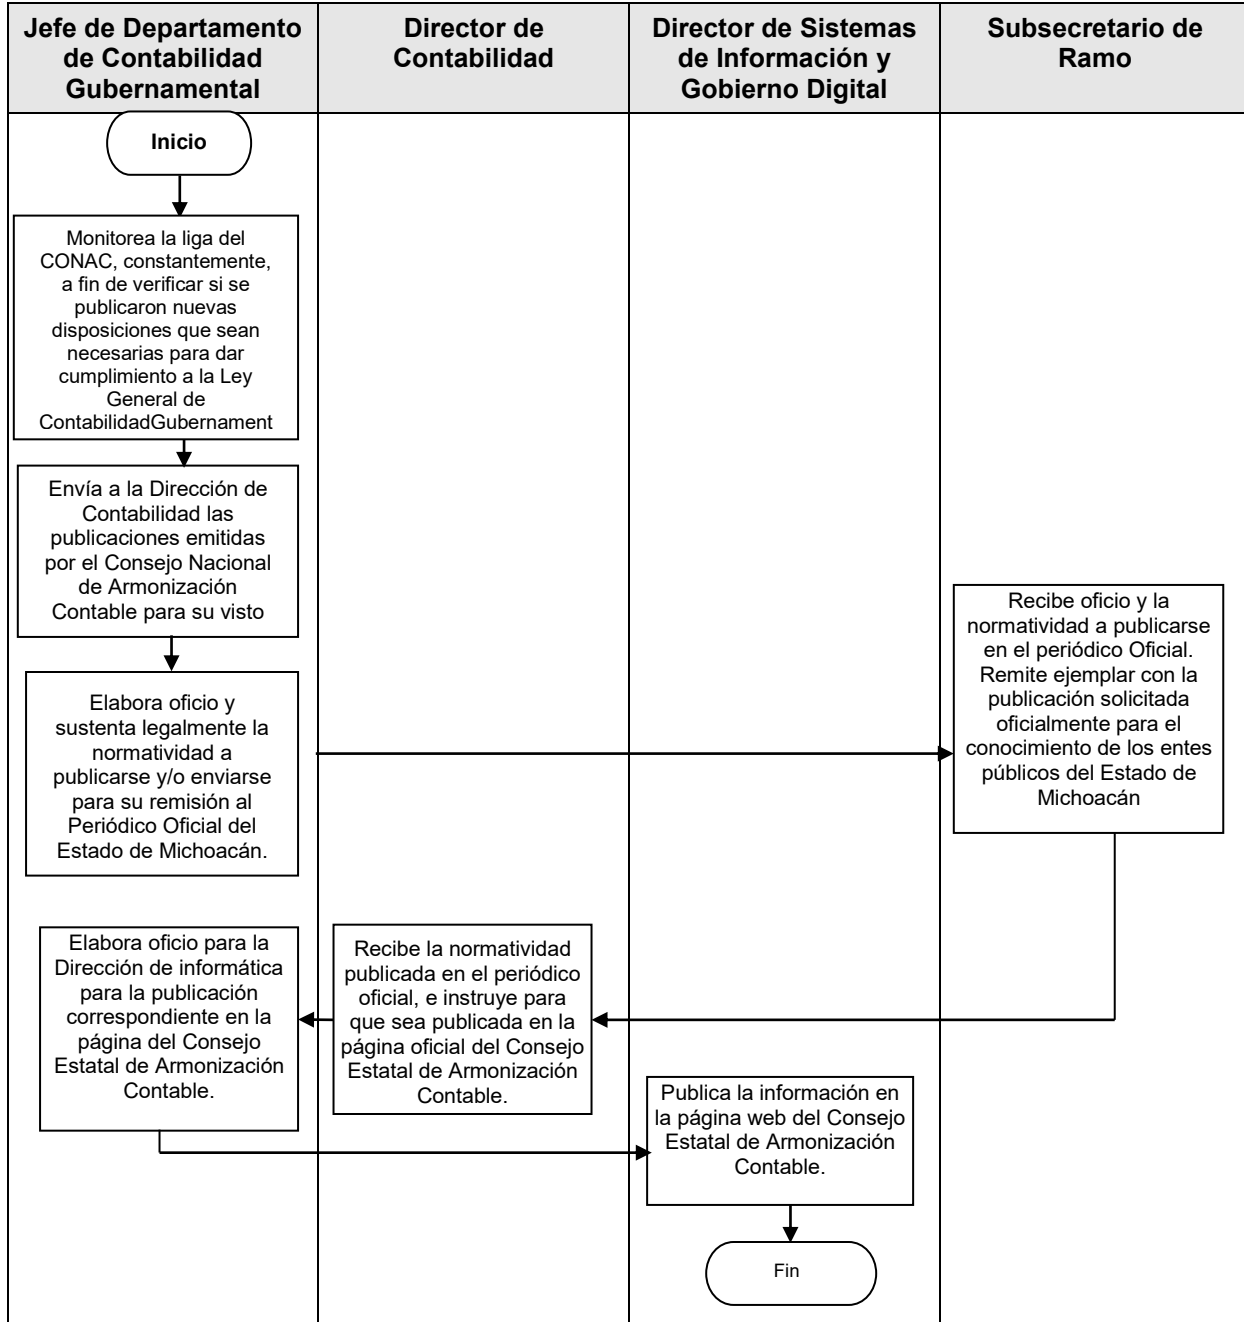 Jefe de Departamento
de Contabilidad
Gubernamental
Director de
Contabilidad
Director de Sistemas
de Información y
Gobierno Digital
Subsecretario de
Ramo
Inicio
Monitorea la liga del
CONAC, constantemente,
a fin de verificar si se
publicaron nuevas
disposiciones que sean
necesarias para dar
cumplimiento a la Ley
General de
ContabilidadGubernament
Envía a la Dirección de
Contabilidad las
publicaciones emitidas
por el Consejo Nacional
de Armonización
Contable para su visto
Elabora oficio y
sustenta legalmente la
normatividad a
publicarse y/o enviarse
para su remisión al
Periódico Oficial del
Estado de Michoacán.
Recibe oficio y la
normatividad a publicarse
en el periódico Oficial.
Remite ejemplar con la
publicación solicitada
oficialmente para el
conocimiento de los entes
públicos del Estado de
Michoacán
Recibe la normatividad
publicada en el periódico
oficial, e instruye para
que sea publicada en la
página oficial del Consejo
Estatal de Armonización
Contable.
Elabora oficio para la
Dirección de informática
para la publicación
correspondiente en la
página del Consejo
Estatal de Armonización
Contable.
Publica la información en
la página web del Consejo
Estatal de Armonización
Contable.
Fin